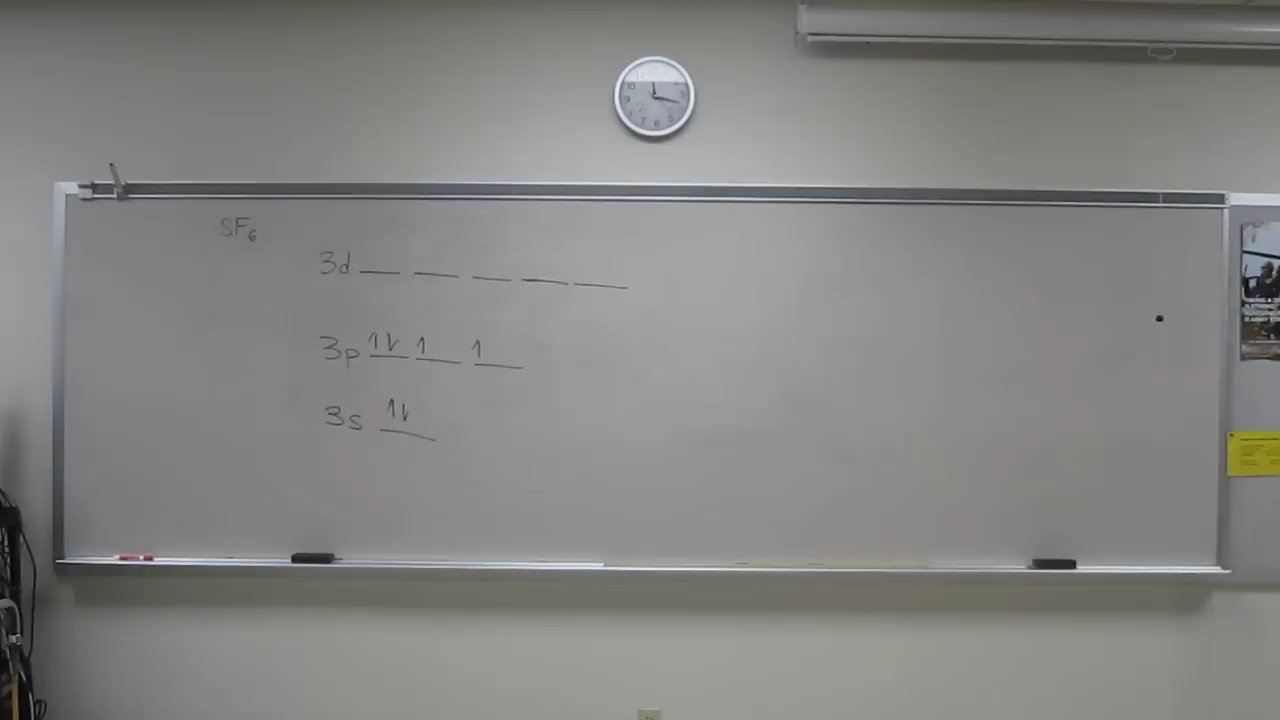 SF₆
3d __ __ __ __ __
3p ↿⇂ ↿ ↿
3s ↿⇂